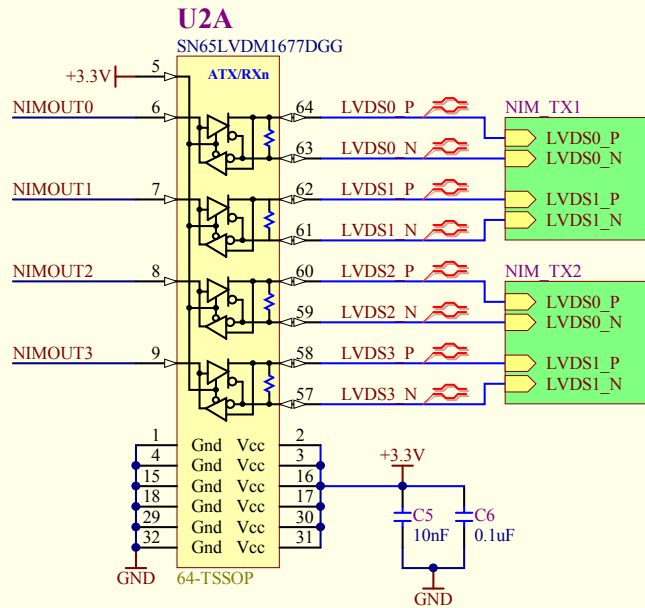 U2A
SN65LVDM1677DGG
ATX/RXn
+3.3V 5
NIMOUT0 6 64 LVDS0_P NIM_TX1
LVDS0_P
63 LVDS0_N LVDS0_N
NIMOUT1 7 62 LVDS1_P LVDS1_P
LVDS1_N
61 LVDS1_N
NIMOUT2 8 60 LVDS2_P NIM_TX2
LVDS0_P
59 LVDS2_N LVDS0_N
NIMOUT3 9 58 LVDS3_P LVDS1_P
LVDS1_N
57 LVDS3_N
1 Gnd Vcc 2
4 Gnd Vcc 3
15 Gnd Vcc 16
18 Gnd Vcc 17
29 Gnd Vcc 30
32 Gnd Vcc 31
+3.3V
C5 C6
10nF 0.1uF
GND 64-TSSOP GND